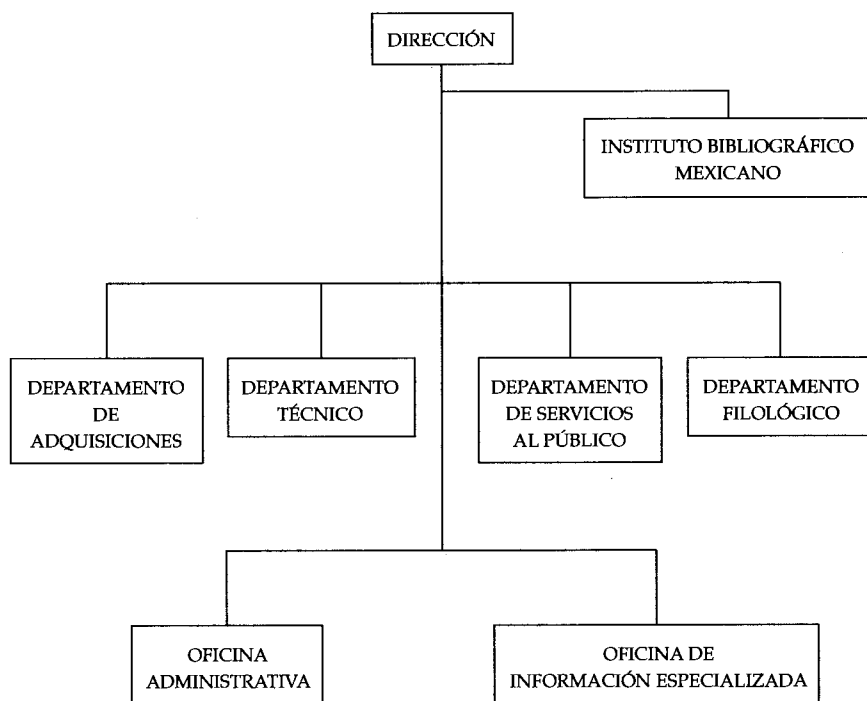 DIRECCIÓN
INSTITUTO BIBLIOGRÁFICO
MEXICANO
DEPARTAMENTO
DE
ADQUISICIONES
DEPARTAMENTO
TÉCNICO
DEPARTAMENTO
DE SERVICIOS
AL PÚBLICO
DEPARTAMENTO
FILOLÓGICO
OFICINA
ADMINISTRATIVA
OFICINA DE
INFORMACIÓN ESPECIALIZADA